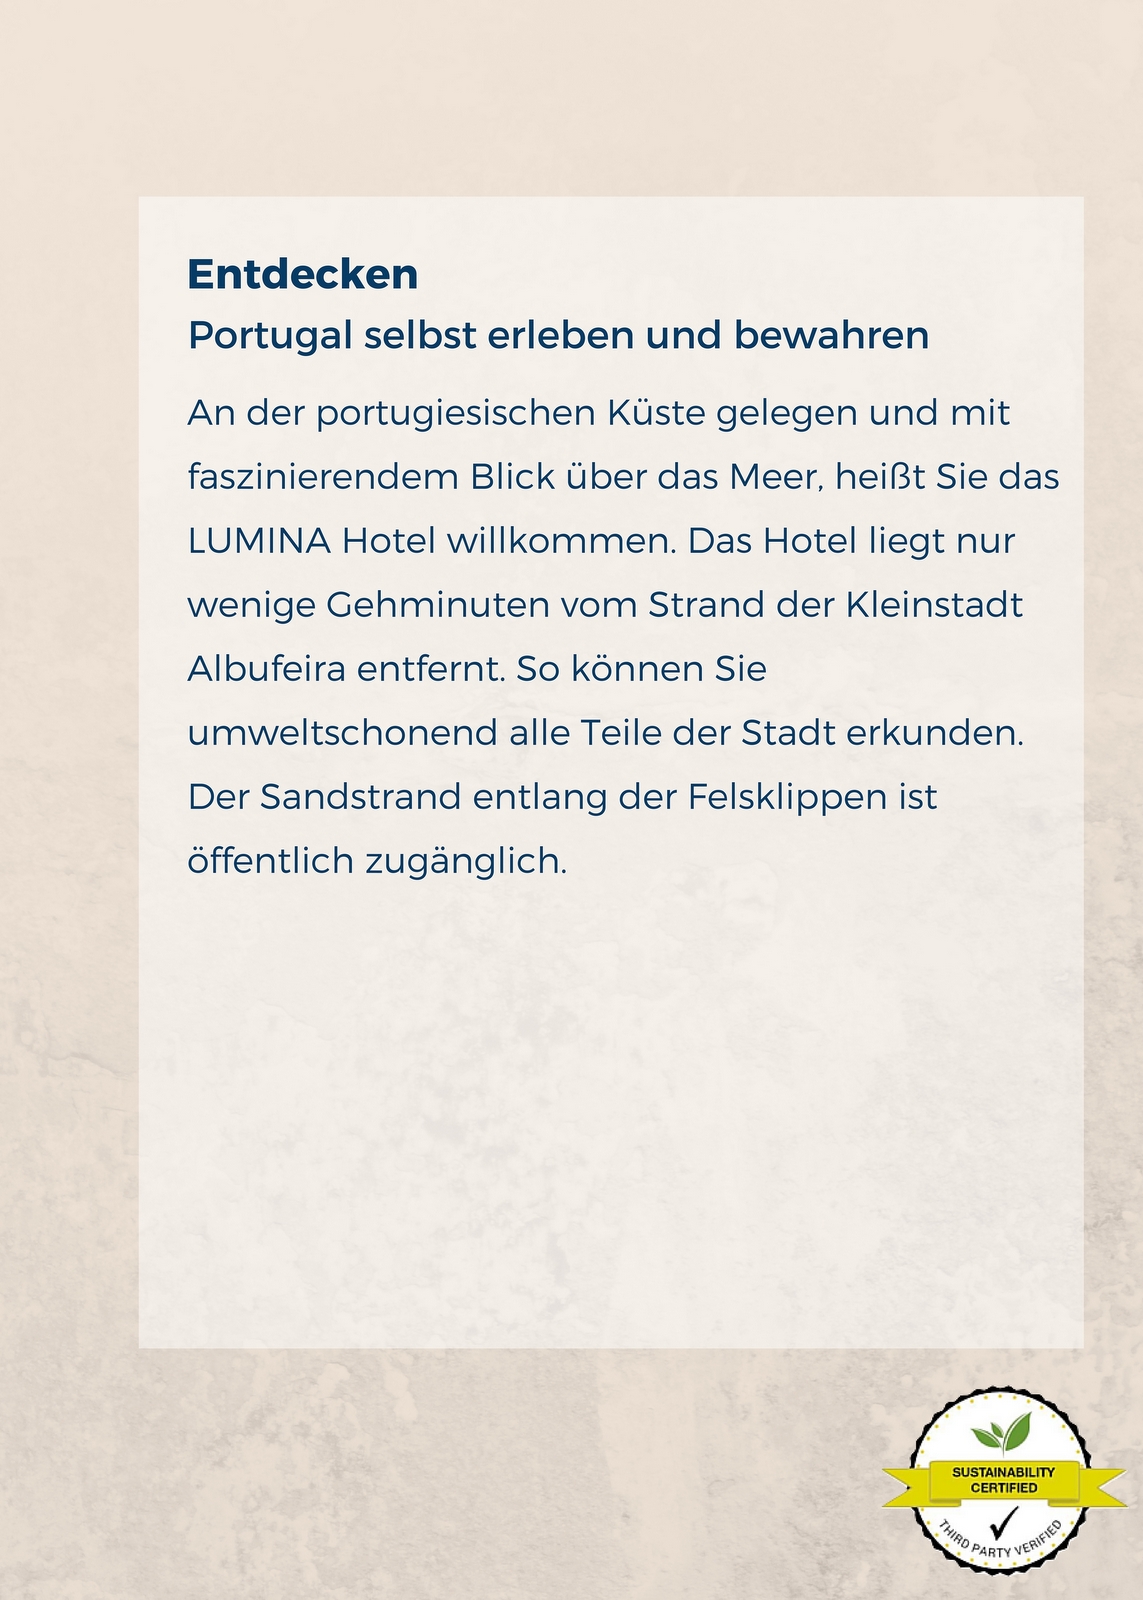 Entdecken
Portugal selbst erleben und bewahren
An der portugiesischen Küste gelegen und mit
faszinierendem Blick über das Meer, heißt Sie das
LUMINA Hotel willkommen. Das Hotel liegt nur
wenige Gehminuten vom Strand der Kleinstadt
Albufeira entfernt. So können Sie
umweltschonend alle Teile der Stadt erkunden.
Der Sandstrand entlang der Felsklippen ist
öffentlich zugänglich.
SUSTAINABILITY
CERTIFIED
THIRD PARTY VERIFIED